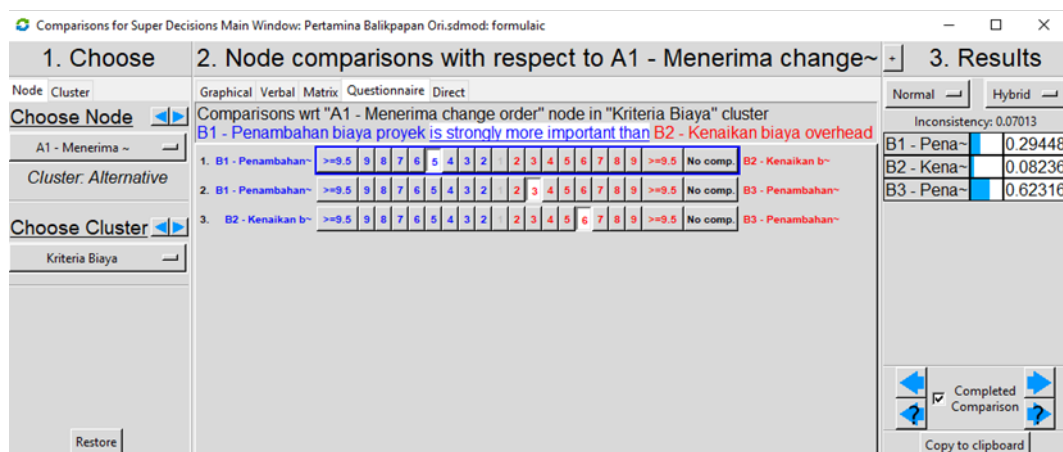 Comparisons for Super Decisions Main Window: Pertamina Balikpapan Ori.sdmod: formulaic
1. Choose
2. Node comparisons with respect to A1 - Menerima change~
+
3. Results
Node Cluster
Graphical Verbal Matrix Questionnaire Direct
Normal Hybrid
Choose Node
A1 - Menerima ~
Cluster: Alternative
Choose Cluster
Kriteria Biaya
Restore
Comparisons wrt "A1 - Menerima change order" node in "Kriteria Biaya" cluster
B1 - Penambahan biaya proyek is strongly more important than B2 - Kenaikan biaya overhead
1. B1 - Penambahan~ >=9.5 9 8 7 6 5 4 3 2 1 2 3 4 5 6 7 8 9 >=9.5 No comp. B2 - Kenaikan b~
2. B1 - Penambahan~ >=9.5 9 8 7 6 5 4 3 2 1 2 3 4 5 6 7 8 9 >=9.5 No comp. B3 - Penambahan~
3. B2 - Kenaikan b~ >=9.5 9 8 7 6 5 4 3 2 1 2 3 4 5 6 7 8 9 >=9.5 No comp. B3 - Penambahan~
Inconsistency: 0.07013
B1 - Pena~ 0.29448
B2 - Kena~ 0.08236
B3 - Pena~ 0.62316
Completed
Comparison
? ?
Copy to clipboard